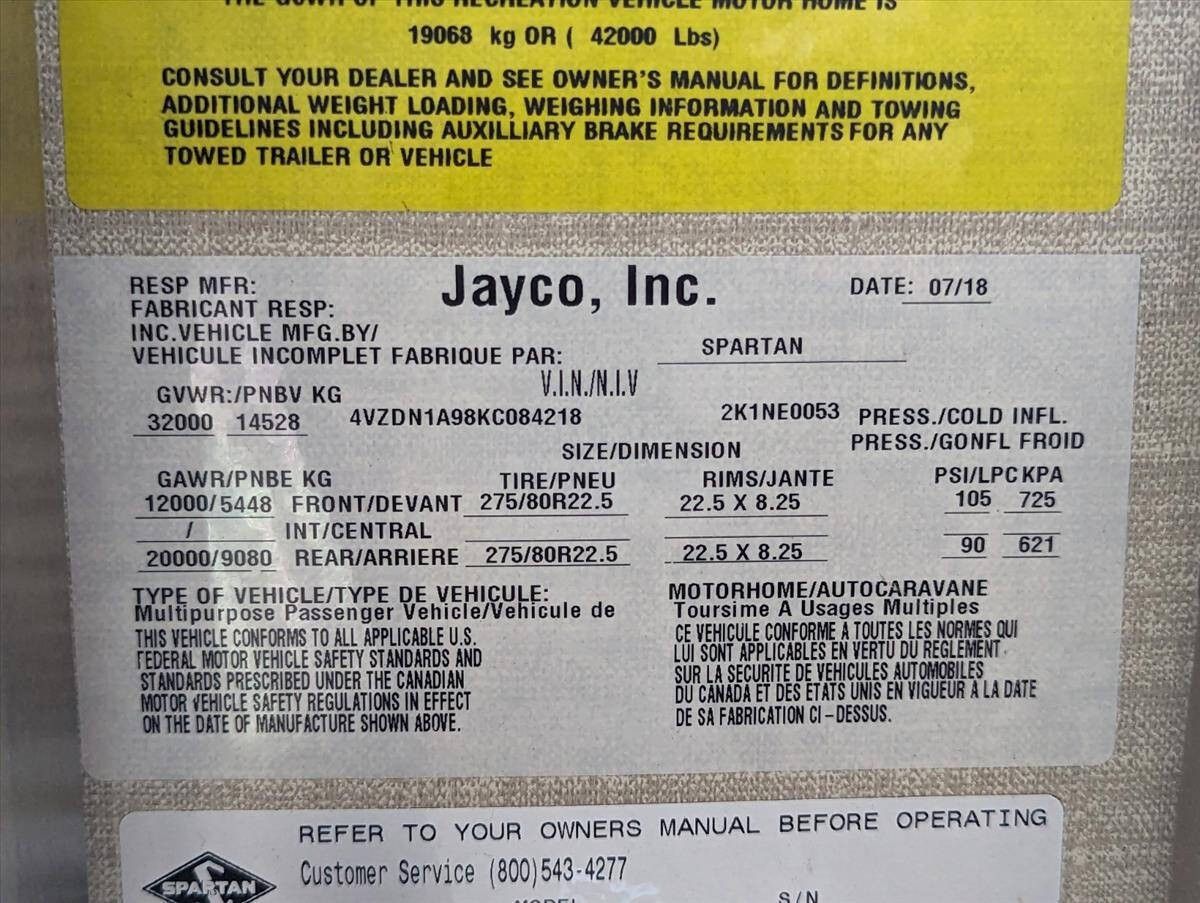 THE GCWR OF THIS RECREATION VEHICLE MOTOR HOME IS
19068 kg OR ( 42000 Lbs)
CONSULT YOUR DEALER AND SEE OWNER'S MANUAL FOR DEFINITIONS,
ADDITIONAL WEIGHT LOADING, WEIGHING INFORMATION AND TOWING
GUIDELINES INCLUDING AUXILLIARY BRAKE REQUIREMENTS FOR ANY
TOWED TRAILER OR VEHICLE
RESP MFR: Jayco, Inc. DATE: 07/18
FABRICANT RESP:
INC.VEHICLE MFG.BY/
VEHICULE INCOMPLET FABRIQUE PAR: SPARTAN
GVWR:/PNBV KG V.I.N./N.I.V
32000 14528 4VZDN1A98KC084218 2K1NE0053 PRESS./COLD INFL.
SIZE/DIMENSION PRESS./GONFL FROID
GAWR/PNBE KG TIRE/PNEU RIMS/JANTE PSI/LPC KPA
12000/5448 FRONT/DEVANT 275/80R22.5 22.5 X 8.25 105 725
/ INT/CENTRAL
20000/9080 REAR/ARRIERE 275/80R22.5 22.5 X 8.25 90 621
TYPE OF VEHICLE/TYPE DE VEHICULE: MOTORHOME/AUTOCARAVANE
Multipurpose Passenger Vehicle/Vehicule de Toursime A Usages Multiples
THIS VEHICLE CONFORMS TO ALL APPLICABLE U.S.
FEDERAL MOTOR VEHICLE SAFETY STANDARDS AND
STANDARDS PRESCRIBED UNDER THE CANADIAN
MOTOR VEHICLE SAFETY REGULATIONS IN EFFECT
ON THE DATE OF MANUFACTURE SHOWN ABOVE.
CE VEHICULE CONFORME A TOUTES LES NORMES QUI
LUI SONT APPLICABLES EN VERTU DU REGLEMENT
SUR LA SECURITE DE VEHICULES AUTOMOBILES
DU CANADA ET DES ETATS UNIS EN VIGUEUR A LA DATE
DE SA FABRICATION CI-DESSUS.
REFER TO YOUR OWNERS MANUAL BEFORE OPERATING
SPARTAN Customer Service (800)543-4277
MODEL S/N